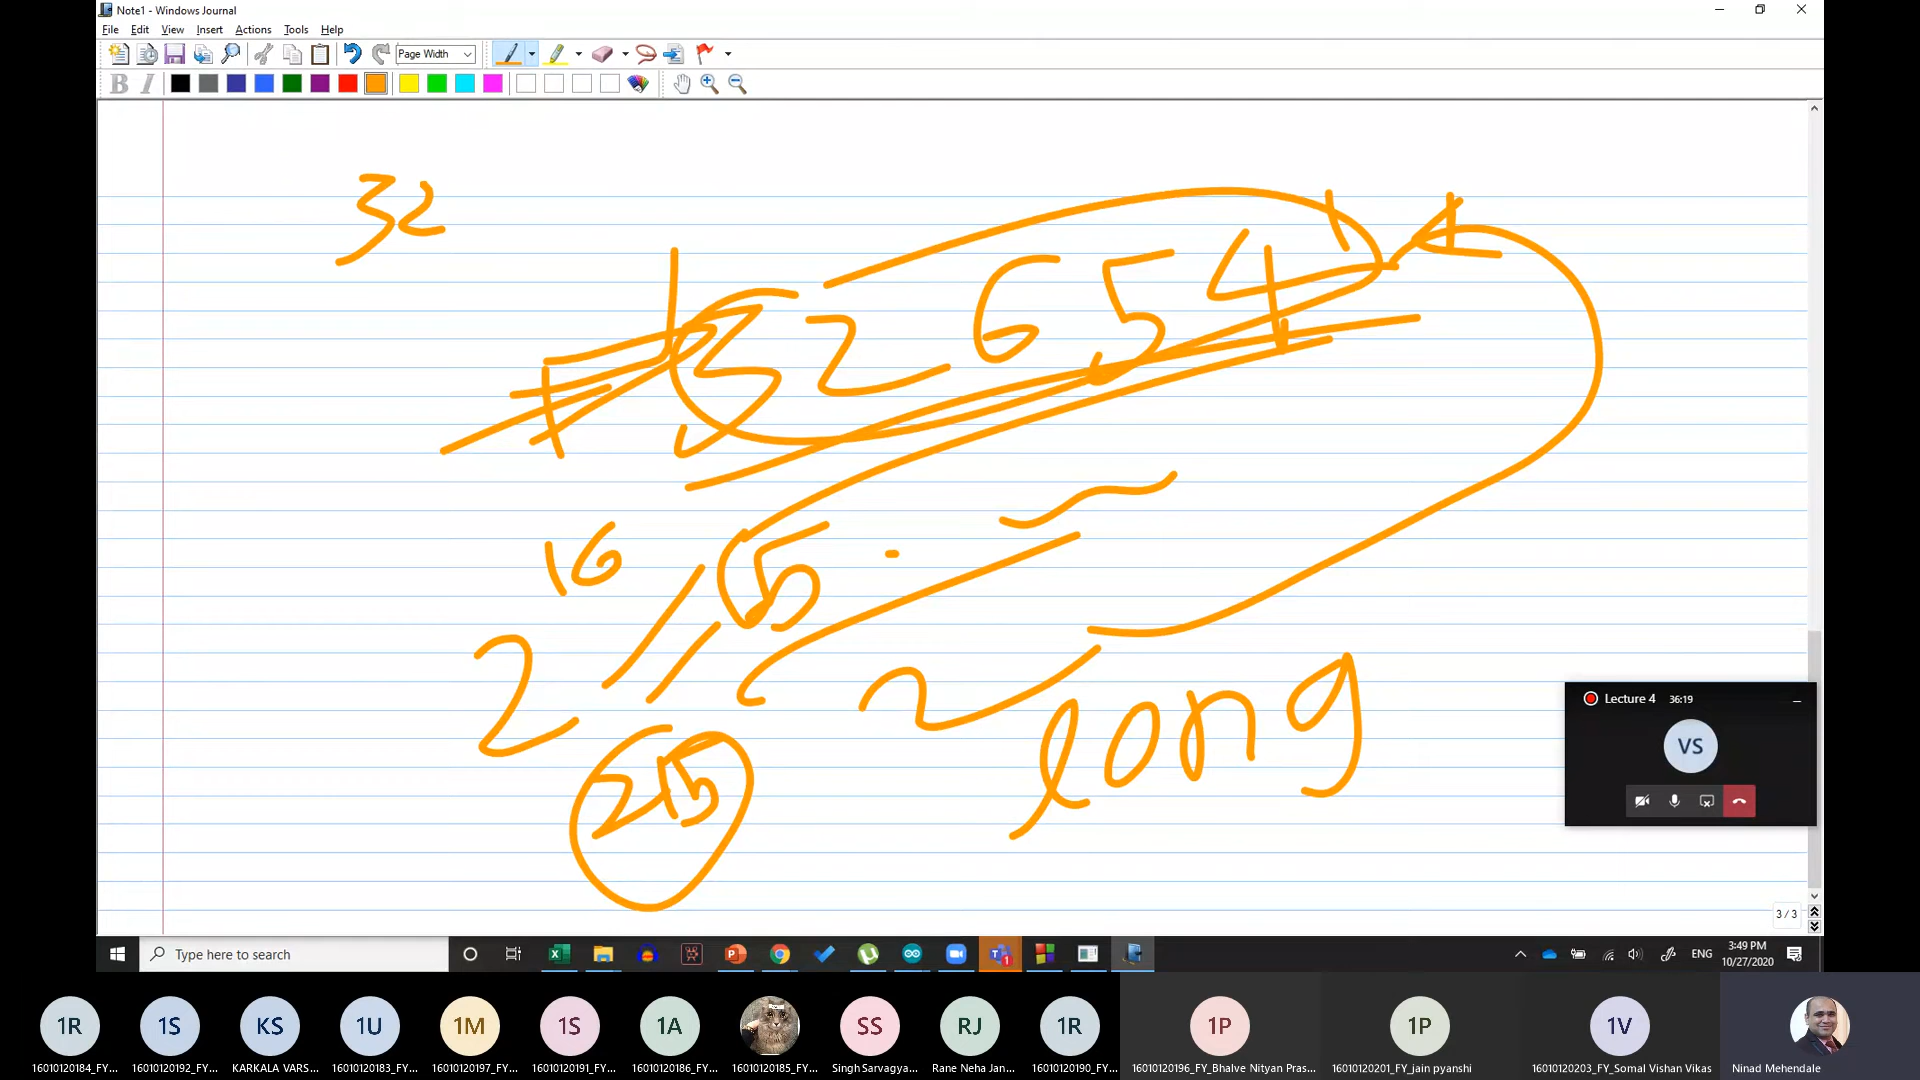 Note1 - Windows Journal
File Edit View Insert Actions Tools Help
Page Width
B I
32
32654
16
15
2
215
long
Lecture 4 36:19
VS
3 / 3
Type here to search
ENG
3:49 PM
10/27/2020
1R 1S KS 1U 1M 1S 1A SS RJ 1R 1P 1P 1V
16010120184_FY... 16010120192_FY... KARKALA VARS... 16010120183_FY... 16010120197_FY... 16010120191_FY... 16010120186_FY... 16010120185_FY... Singh Sarvagya... Rane Neha Jan... 16010120190_FY... 16010120196_FY_Bhalve Nityan Pras... 16010120201_FY_jain pyanshi 16010120203_FY_Somal Vishan Vikas Ninad Mehendale